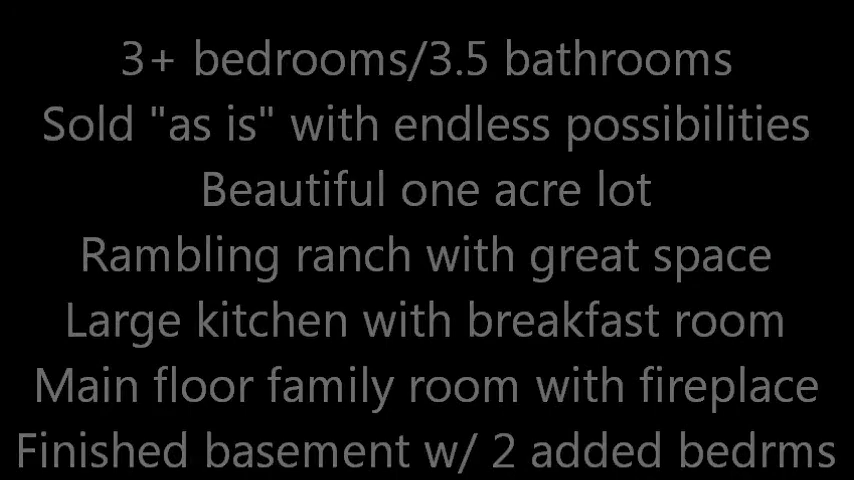 3+ bedrooms/3.5 bathrooms
Sold "as is" with endless possibilities
Beautiful one acre lot
Rambling ranch with great space
Large kitchen with breakfast room
Main floor family room with fireplace
Finished basement w/ 2 added bedrms